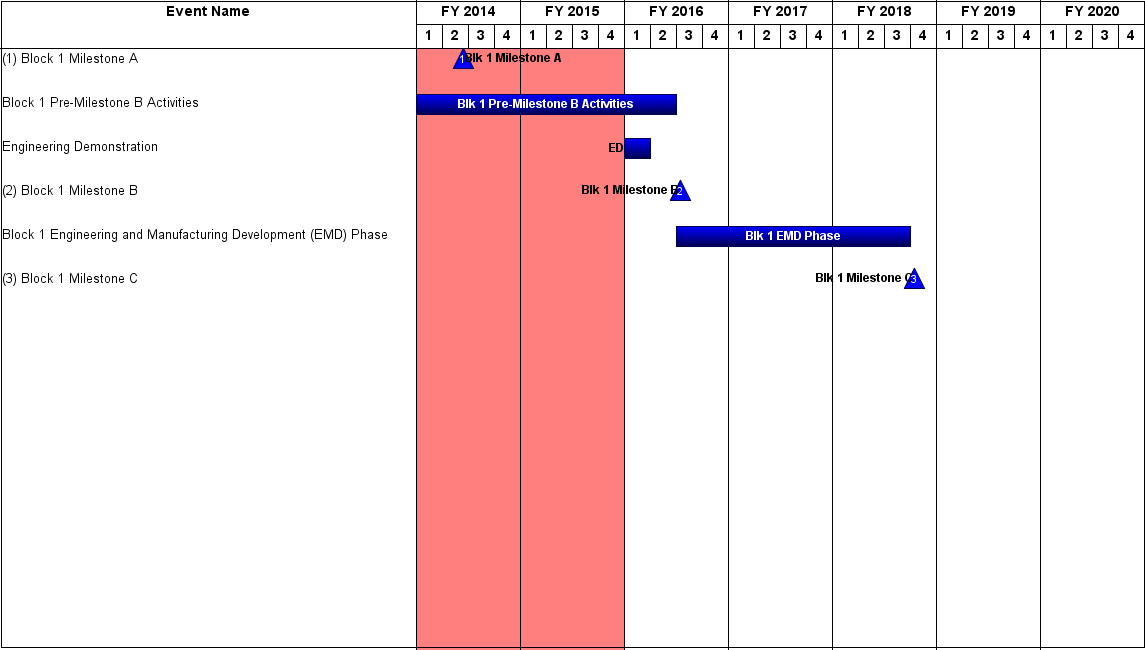 Event Name FY 2014 FY 2015 FY 2016 FY 2017 FY 2018 FY 2019 FY 2020
1 2 3 4 1 2 3 4 1 2 3 4 1 2 3 4 1 2 3 4 1 2 3 4 1 2 3 4
(1) Block 1 Milestone A 1 Blk 1 Milestone A
Block 1 Pre-Milestone B Activities Blk 1 Pre-Milestone B Activities
Engineering Demonstration ED
(2) Block 1 Milestone B Blk 1 Milestone B 2
Block 1 Engineering and Manufacturing Development (EMD) Phase Blk 1 EMD Phase
(3) Block 1 Milestone C Blk 1 Milestone C 3